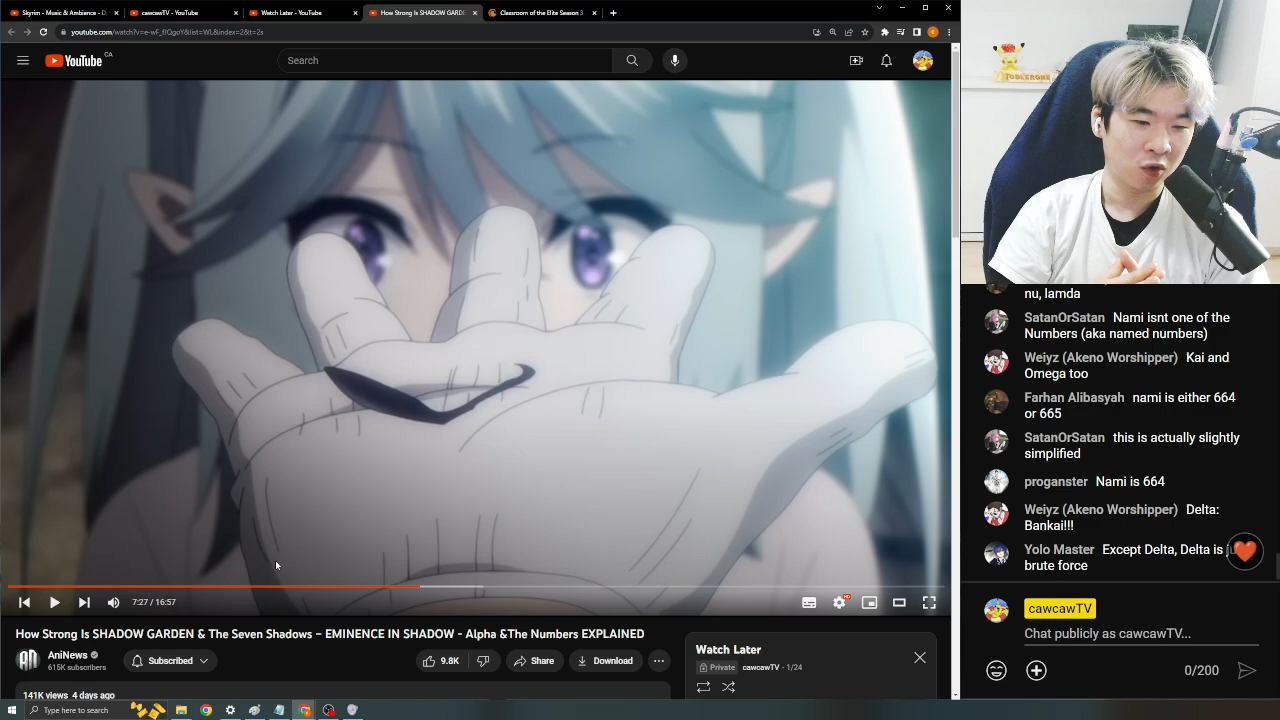 Skyrim - Music & Ambience - D
cawcawTV - YouTube
Watch Later - YouTube
How Strong Is SHADOW GARDE
Classroom of the Elite Season 3
youtube.com/watch?v=e-wF_fIQgoY&list=WL&index=2&t=2s
YouTube CA
Search
TOBLERONE
nu, lamda
SatanOrSatan Nami isnt one of the
Numbers (aka named numbers)
Weiyz (Akeno Worshipper) Kai and
Omega too
Farhan Alibasyah nami is either 664
or 665
SatanOrSatan this is actually slightly
simplified
proganster Nami is 664
Weiyz (Akeno Worshipper) Delta:
Bankai!!!
Yolo Master Except Delta, Delta is
brute force
cawcawTV
Chat publicly as cawcawTV...
0/200
7:27 / 16:57
HD
How Strong Is SHADOW GARDEN & The Seven Shadows – EMINENCE IN SHADOW - Alpha &The Numbers EXPLAINED
AniNews
615K subscribers
Subscribed
9.8K
Share
Download
Watch Later
Private cawcawTV - 1/24
141K views 4 days ago
Type here to search